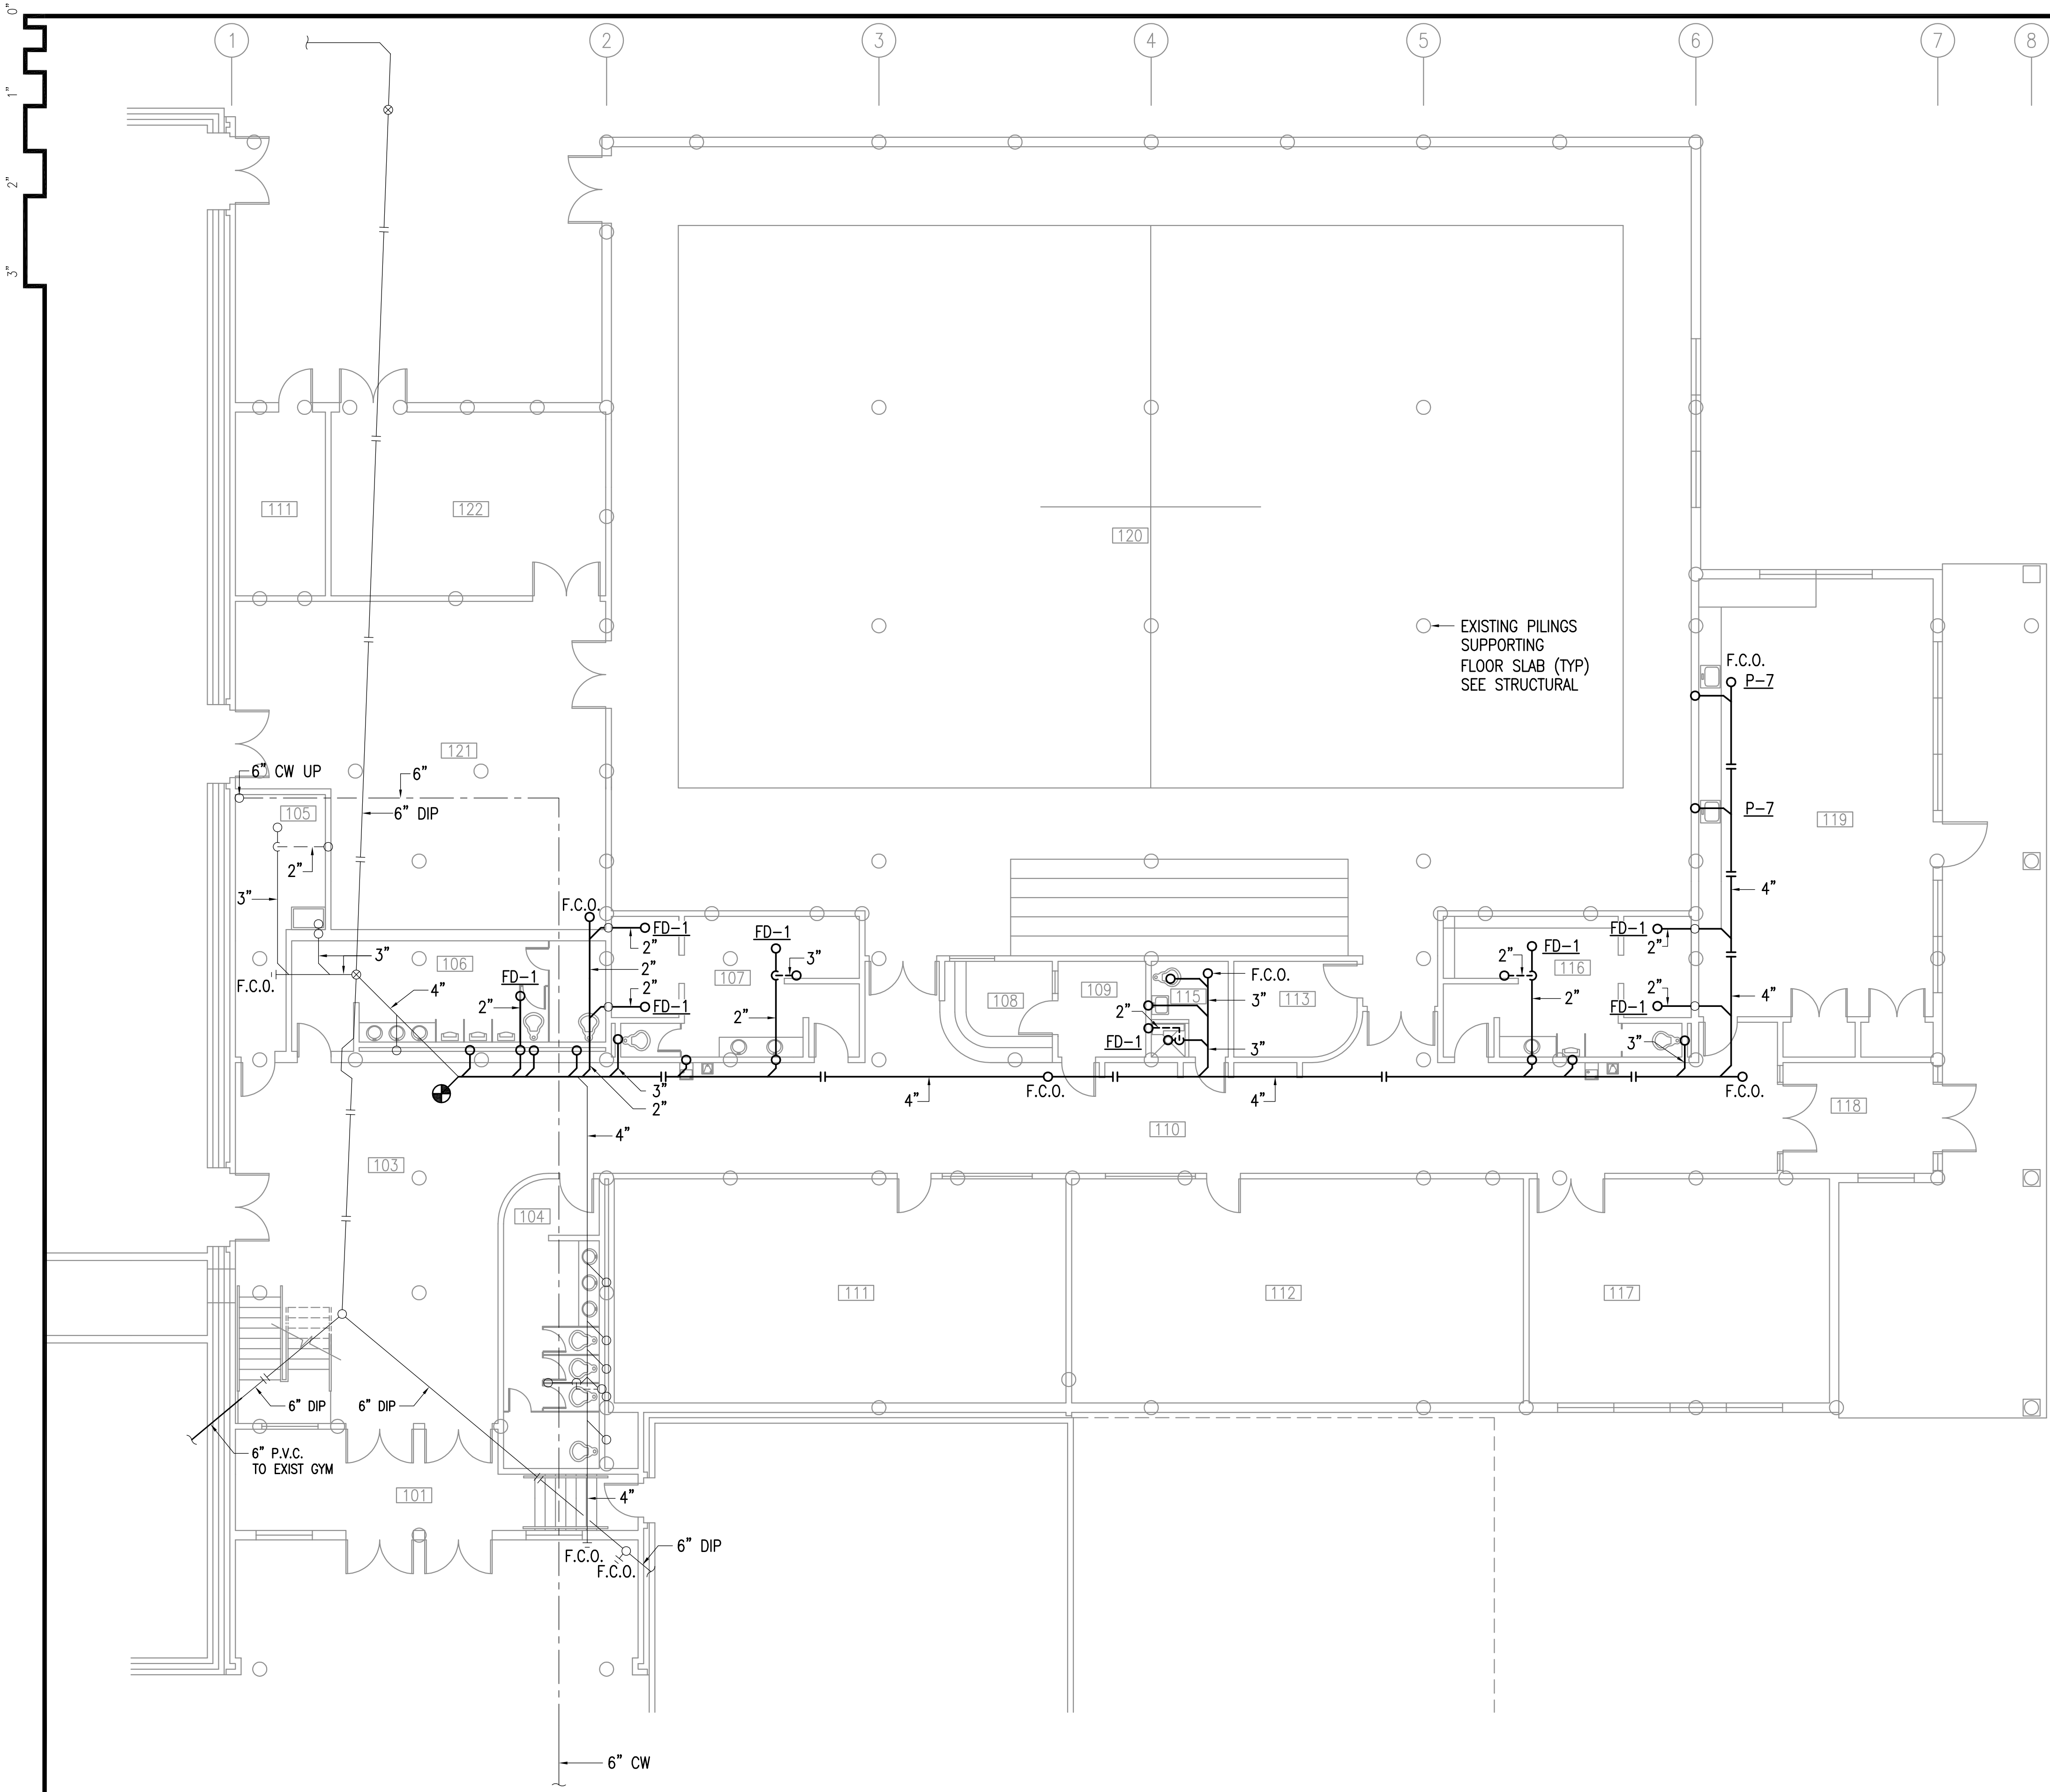 0"
1"
2"
3"
1 2 3 4 5 6 7 8
111
122
120
EXISTING PILINGS
SUPPORTING
FLOOR SLAB (TYP)
SEE STRUCTURAL
F.C.O.
P-7
121
6" CW UP
6"
105
6" DIP
P-7
119
2"
3"
4"
F.C.O.
FD-1
2"
FD-1
3"
FD-1
FD-1
2"
3"
106
2"
107
2"
116
F.C.O.
4"
FD-1
2"
2"
FD-1
2"
108
109
115
F.C.O.
3"
113
2"
2"
FD-1
4"
2"
FD-1
3"
3"
3"
2"
4"
F.C.O.
4"
F.C.O.
118
4"
110
103
104
111
112
117
6" DIP
6" DIP
6" P.V.C.
TO EXIST GYM
101
4"
F.C.O.
F.C.O.
6" DIP
6" CW